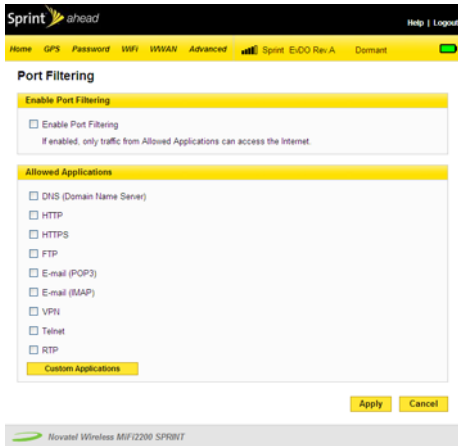 Sprint ahead
Help | Logout
Home GPS Password WiFi WWAN Advanced Sprint EvDO Rev.A Dormant
Port Filtering
Enable Port Filtering
Enable Port Filtering
If enabled, only traffic from Allowed Applications can access the Internet.
Allowed Applications
DNS (Domain Name Server)
HTTP
HTTPS
FTP
E-mail (POP3)
E-mail (IMAP)
VPN
Telnet
RTP
Custom Applications
Apply Cancel
Novatel Wireless MiFi2200 SPRINT